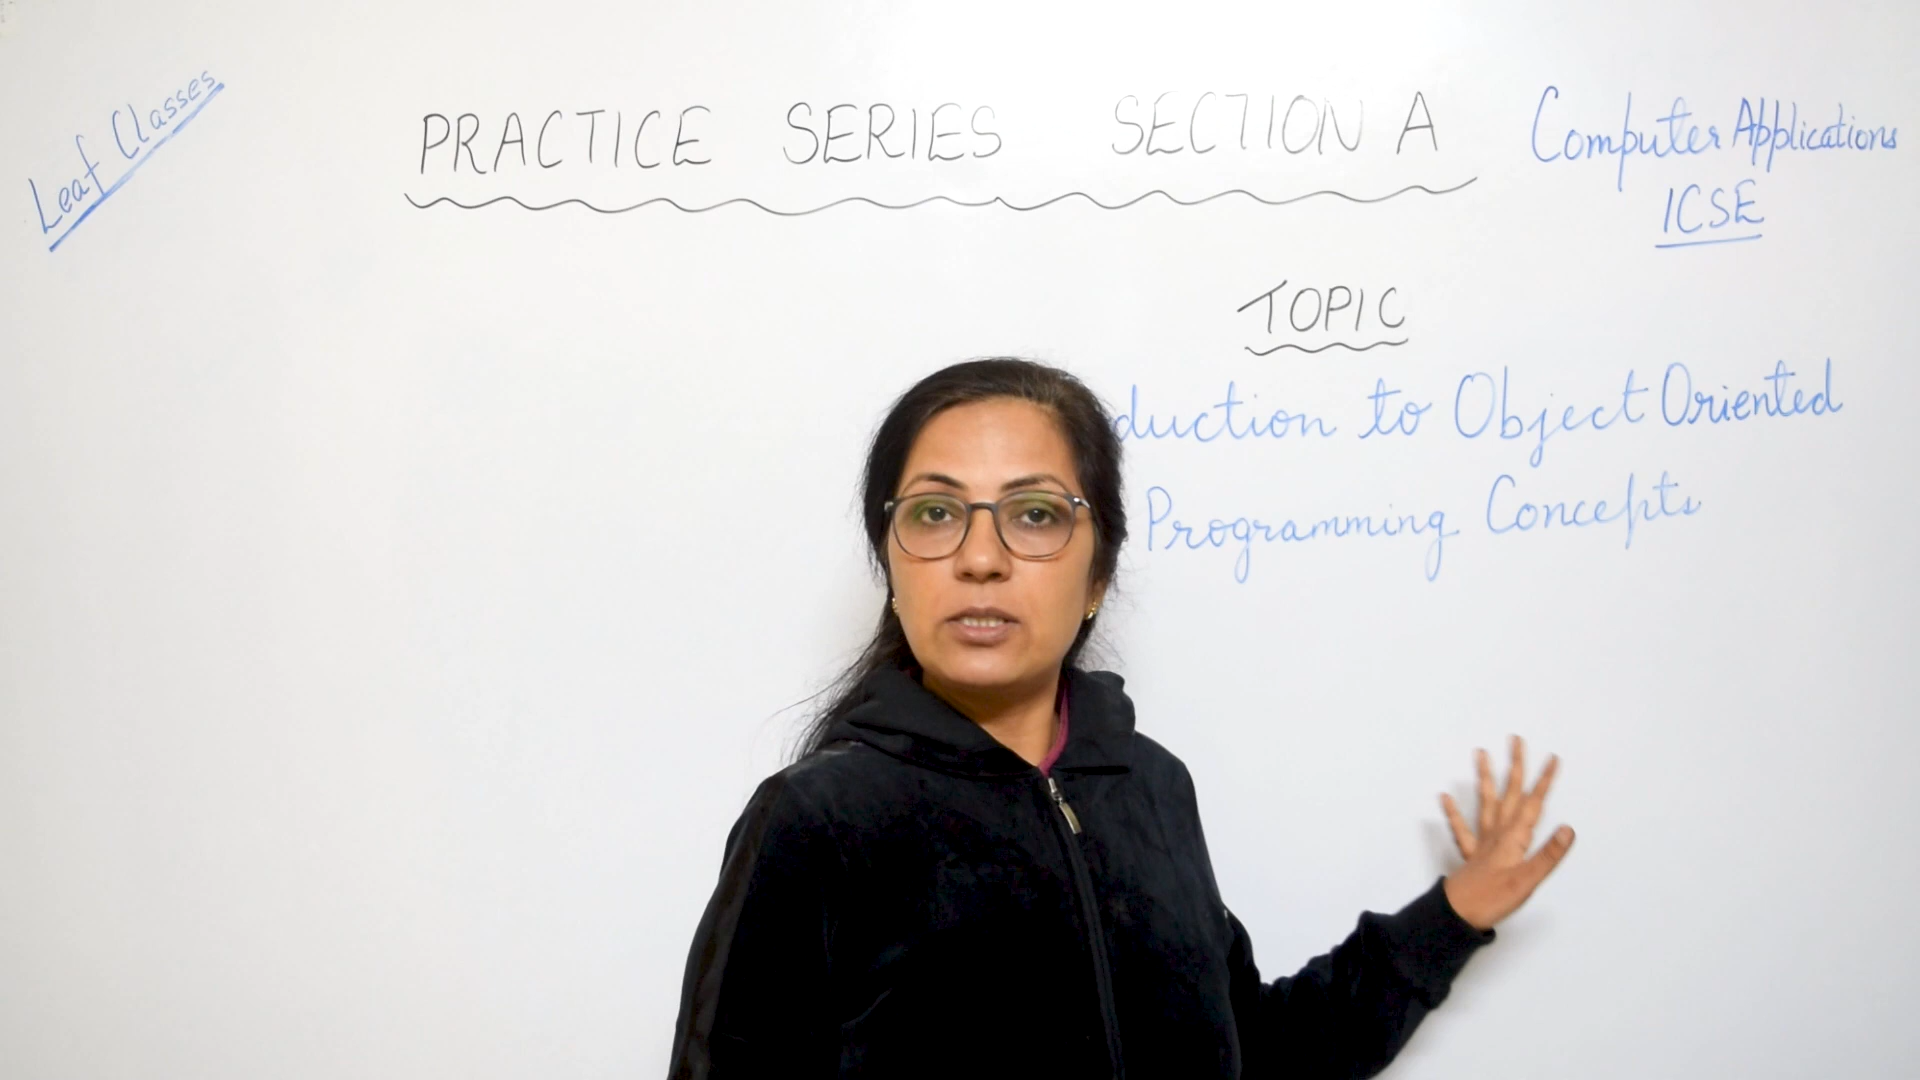 Leaf Classes
PRACTICE SERIES SECTION A
Computer Applications
ICSE
TOPIC
duction to Object Oriented
Programming Concepts